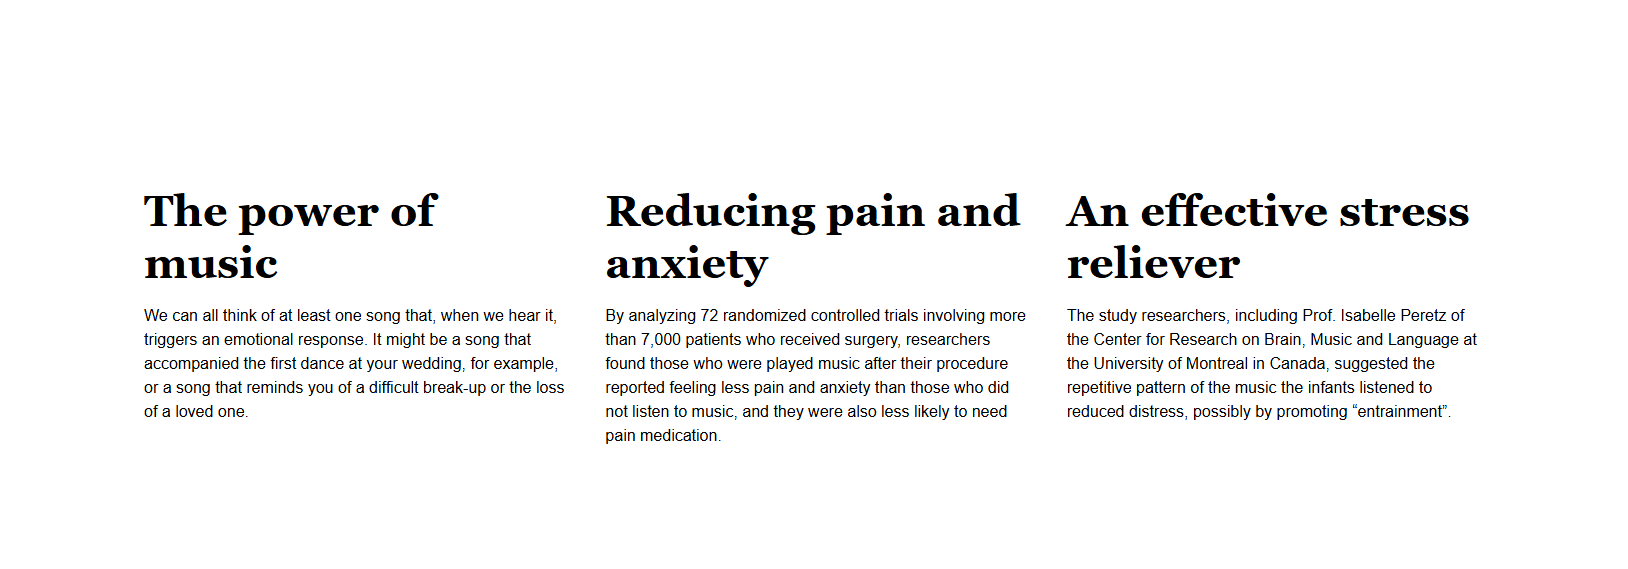 The power of
music
We can all think of at least one song that, when we hear it,
triggers an emotional response. It might be a song that
accompanied the first dance at your wedding, for example,
or a song that reminds you of a difficult break-up or the loss
of a loved one.
Reducing pain and
anxiety
By analyzing 72 randomized controlled trials involving more
than 7,000 patients who received surgery, researchers
found those who were played music after their procedure
reported feeling less pain and anxiety than those who did
not listen to music, and they were also less likely to need
pain medication.
An effective stress
reliever
The study researchers, including Prof. Isabelle Peretz of
the Center for Research on Brain, Music and Language at
the University of Montreal in Canada, suggested the
repetitive pattern of the music the infants listened to
reduced distress, possibly by promoting “entrainment”.